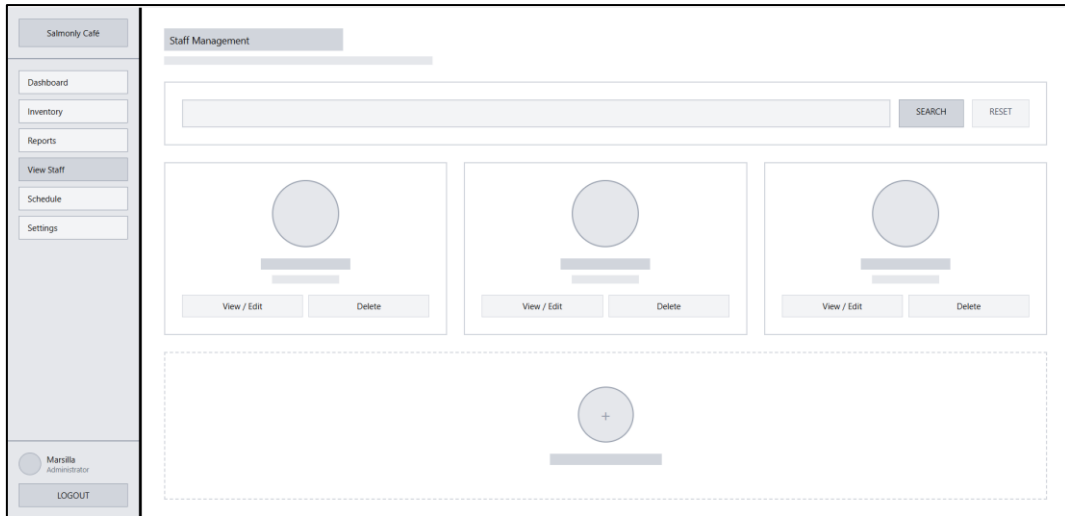 Salmonly Café
Dashboard
Inventory
Reports
View Staff
Schedule
Settings
Marsilla
Administrator
LOGOUT
Staff Management
SEARCH RESET
View / Edit Delete View / Edit Delete View / Edit Delete
+